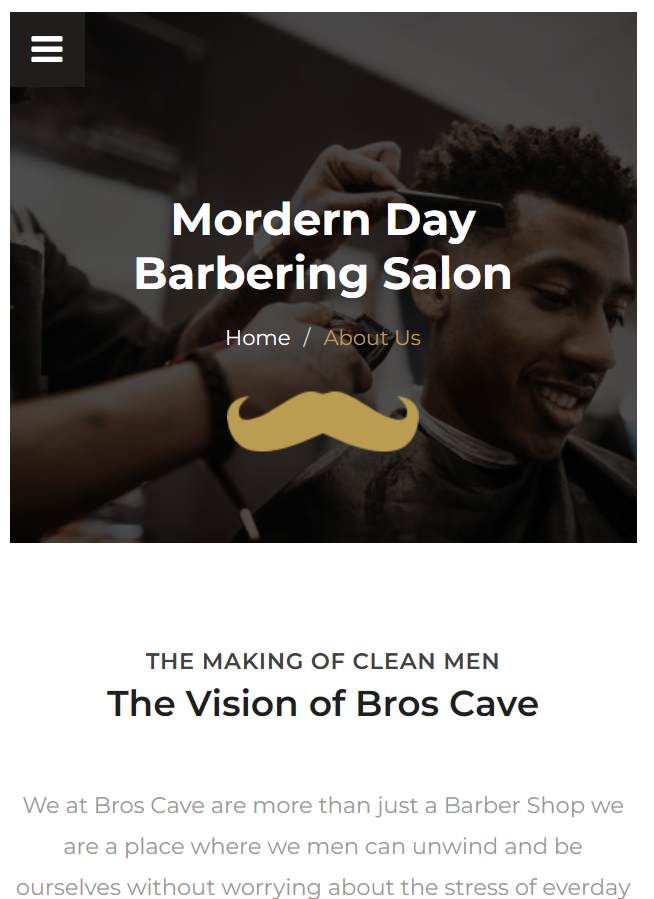 Mordern Day
Barbering Salon
Home / About Us
THE MAKING OF CLEAN MEN
The Vision of Bros Cave
We at Bros Cave are more than just a Barber Shop we
are a place where we men can unwind and be
ourselves without worrying about the stress of everday